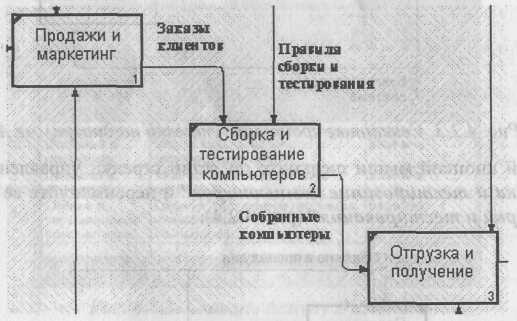 Продажи и
маркетинг
1
Заказы
клиентов
Правила
сборки и
тестирования
Сборка и
тестирование
компьютеров
2
Собранные
компьютеры
Отгрузка и
получение
3